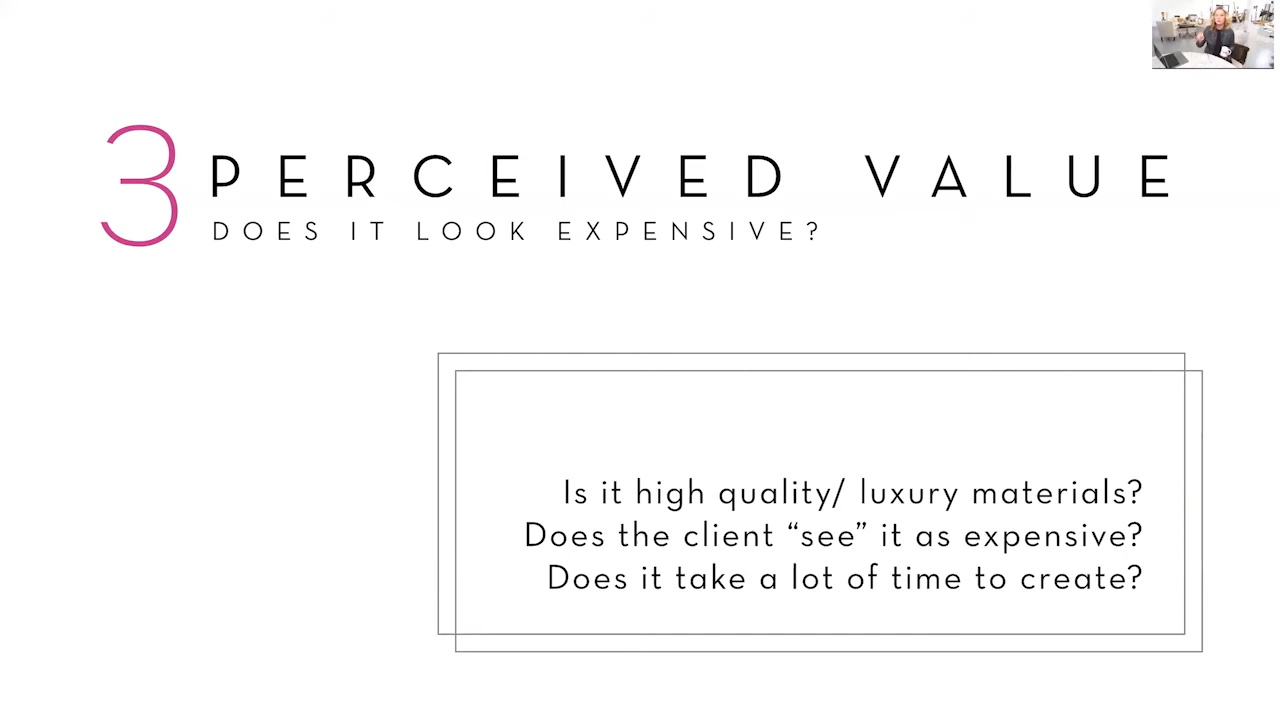 3 PERCEIVED VALUE
DOES IT LOOK EXPENSIVE?
Is it high quality/ luxury materials?
Does the client “see” it as expensive?
Does it take a lot of time to create?